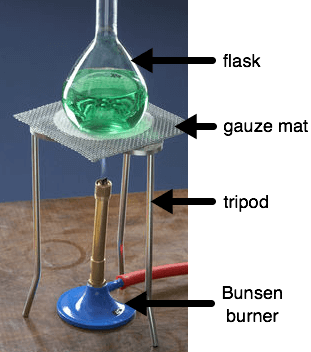 flask
gauze mat
tripod
Bunsen
burner